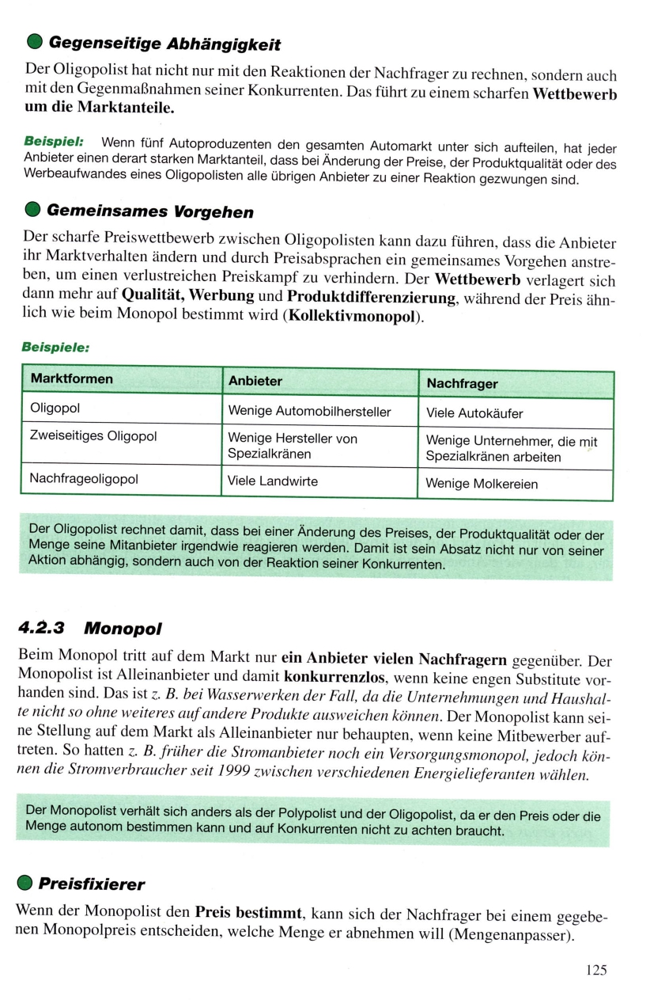 Gegenseitige Abhängigkeit
Der Oligopolist hat nicht nur mit den Reaktionen der Nachfrager zu rechnen, sondern auch
mit den Gegenmaßnahmen seiner Konkurrenten. Das führt zu einem scharfen Wettbewerb
um die Marktanteile.
Beispiel: Wenn fünf Autoproduzenten den gesamten Automarkt unter sich aufteilen, hat jeder
Anbieter einen derart starken Marktanteil, dass bei Änderung der Preise, der Produktqualität oder des
Werbeaufwandes eines Oligopolisten alle übrigen Anbieter zu einer Reaktion gezwungen sind.
Gemeinsames Vorgehen
Der scharfe Preiswettbewerb zwischen Oligopolisten kann dazu führen, dass die Anbieter
ihr Marktverhalten ändern und durch Preisabsprachen ein gemeinsames Vorgehen anstre-
ben, um einen verlustreichen Preiskampf zu verhindern. Der Wettbewerb verlagert sich
dann mehr auf Qualität, Werbung und Produktdifferenzierung, während der Preis ähn-
lich wie beim Monopol bestimmt wird (Kollektivmonopol).
Beispiele:
Marktformen Anbieter Nachfrager
Oligopol Wenige Automobilhersteller Viele Autokäufer
Zweiseitiges Oligopol Wenige Hersteller von Wenige Unternehmer, die mit
Spezialkränen Spezialkränen arbeiten
Nachfrageoligopol Viele Landwirte Wenige Molkereien
Der Oligopolist rechnet damit, dass bei einer Änderung des Preises, der Produktqualität oder der
Menge seine Mitanbieter irgendwie reagieren werden. Damit ist sein Absatz nicht nur von seiner
Aktion abhängig, sondern auch von der Reaktion seiner Konkurrenten.
4.2.3 Monopol
Beim Monopol tritt auf dem Markt nur ein Anbieter vielen Nachfragern gegenüber. Der
Monopolist ist Alleinanbieter und damit konkurrenzlos, wenn keine engen Substitute vor-
handen sind. Das ist z. B. bei Wasserwerken der Fall, da die Unternehmungen und Haushal-
te nicht so ohne weiteres auf andere Produkte ausweichen können. Der Monopolist kann sei-
ne Stellung auf dem Markt als Alleinanbieter nur behaupten, wenn keine Mitbewerber auf-
treten. So hatten z. B. früher die Stromanbieter noch ein Versorgungsmonopol, jedoch kön-
nen die Stromverbraucher seit 1999 zwischen verschiedenen Energielieferanten wählen.
Der Monopolist verhält sich anders als der Polypolist und der Oligopolist, da er den Preis oder die
Menge autonom bestimmen kann und auf Konkurrenten nicht zu achten braucht.
Preisfixierer
Wenn der Monopolist den Preis bestimmt, kann sich der Nachfrager bei einem gegebe-
nen Monopolpreis entscheiden, welche Menge er abnehmen will (Mengenanpasser).
125